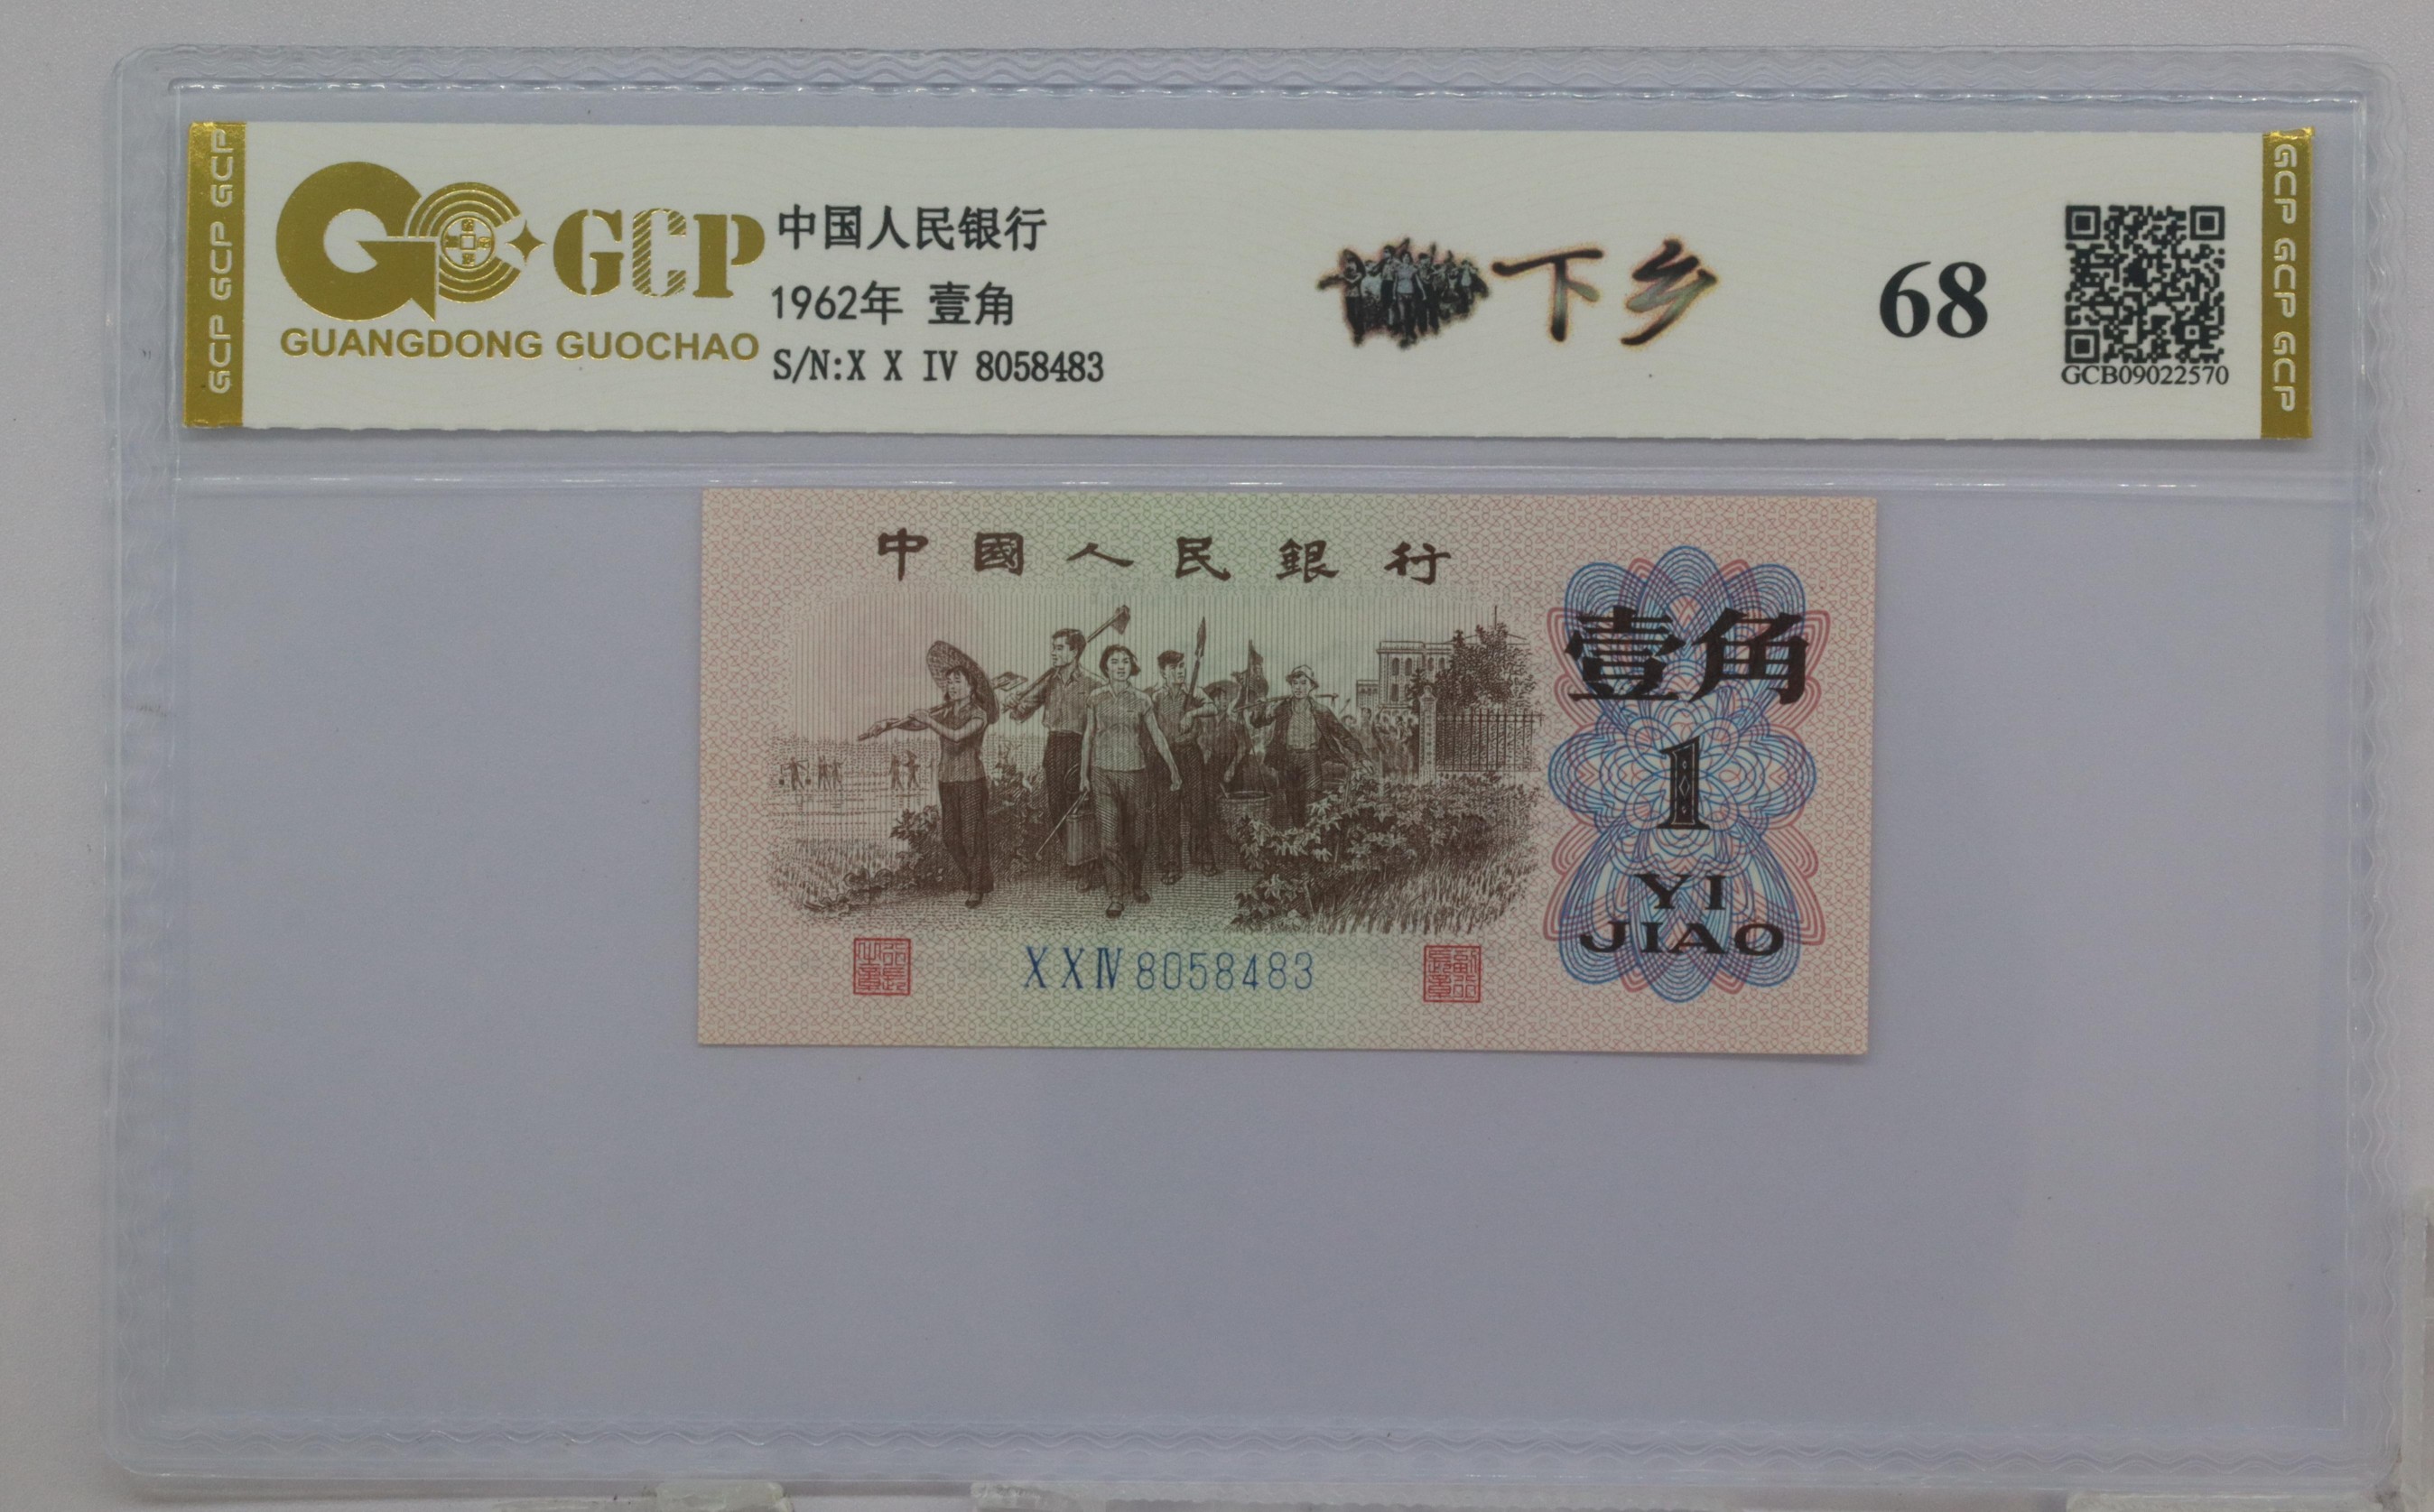 GCP GCP GCP
GCP
GUANGDONG GUOCHAO
中国人民银行
1962年 壹角
S/N:X X IV 8058483
下乡
68
GCB09022570
GCP GCP GCP
中國人民銀行
壹角
1
YI
JIAO
X X IV 8058483